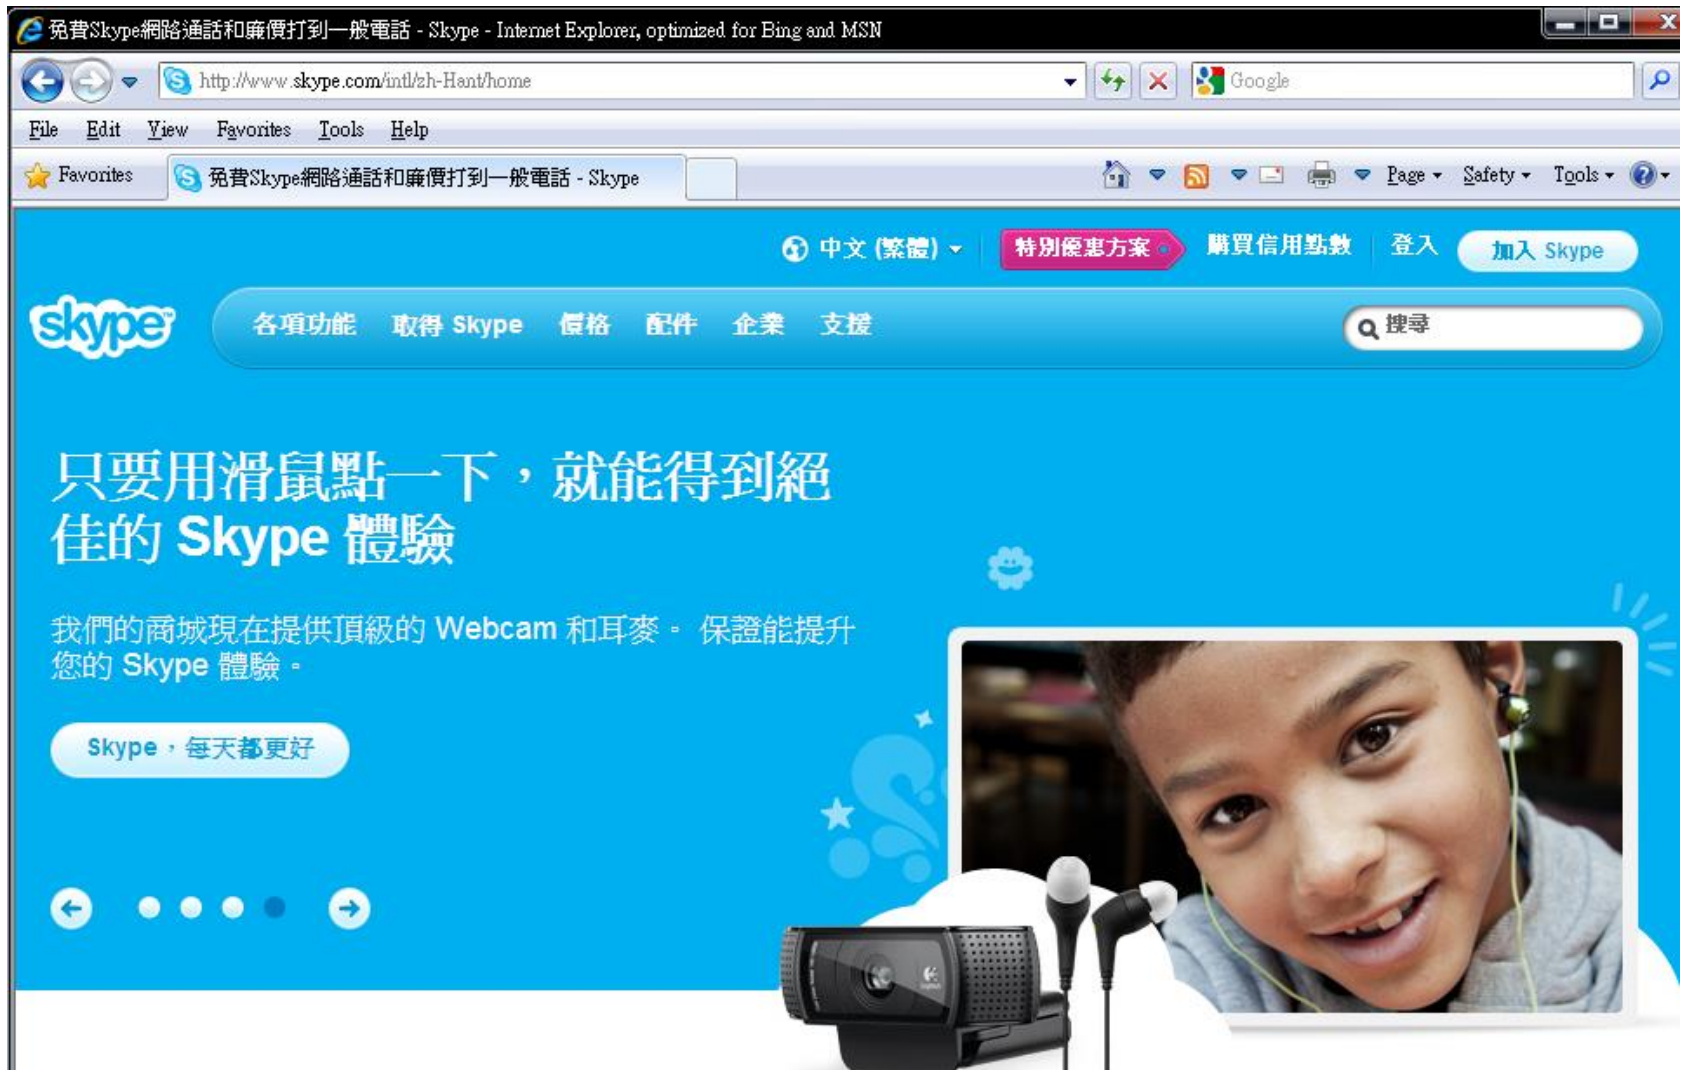 免費Skype網路通話和廉價打到一般電話 - Skype - Internet Explorer, optimized for Bing and MSN
http://www.skype.com/intl/zh-Hant/home
Google
File Edit View Favorites Tools Help
Favorites 免費Skype網路通話和廉價打到一般電話 - Skype Page Safety Tools
中文 (繁體) 特別優惠方案 購買信用點數 登入 加入 Skype
skype 各項功能 取得 Skype 價格 配件 企業 支援 搜尋
只要用滑鼠點一下，就能得到絕
佳的 Skype 體驗
我們的商城現在提供頂級的 Webcam 和耳麥。 保證能提升
您的 Skype 體驗。
Skype，每天都更好